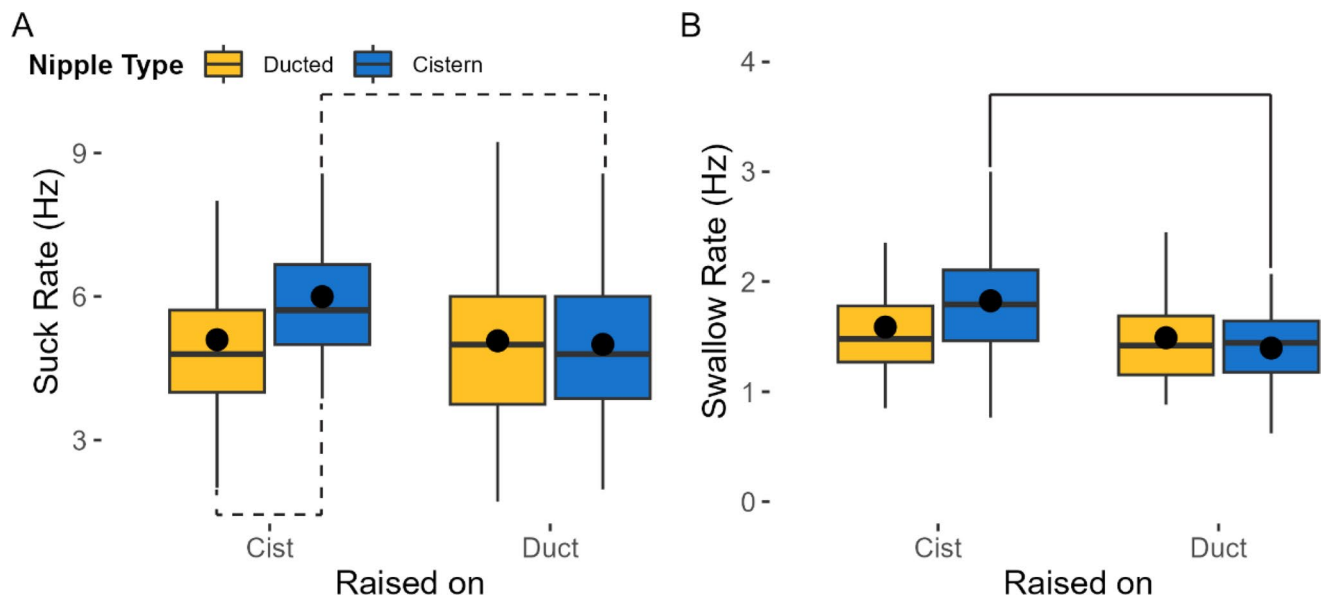 A
Nipple Type Ducted Cistern
Suck Rate (Hz)
9
6
3
Cist Duct
Raised on
B
Swallow Rate (Hz)
4
3
2
1
0
Cist Duct
Raised on